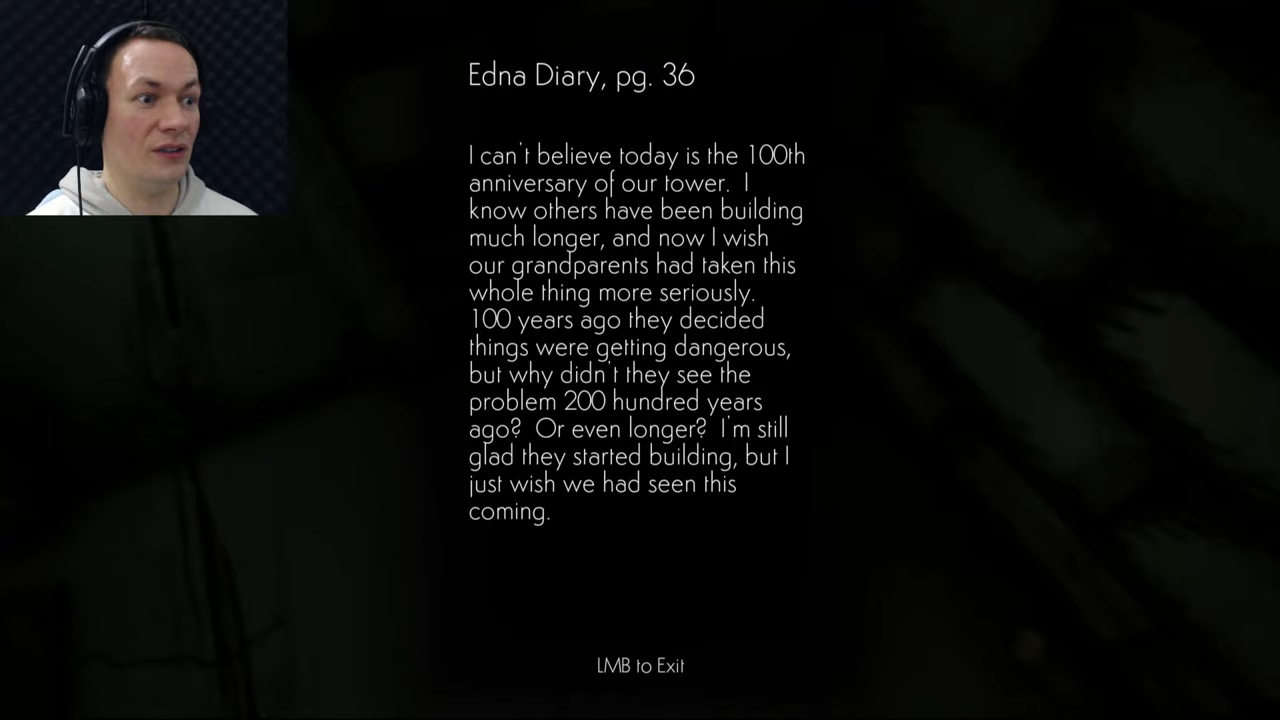 Edna Diary, pg. 36
I can't believe today is the 100th
anniversary of our tower.  I
know others have been building
much longer, and now I wish
our grandparents had taken this
whole thing more seriously.
100 years ago they decided
things were getting dangerous,
but why didn't they see the
problem 200 hundred years
ago?  Or even longer?  I'm still
glad they started building, but I
just wish we had seen this
coming.
LMB to Exit